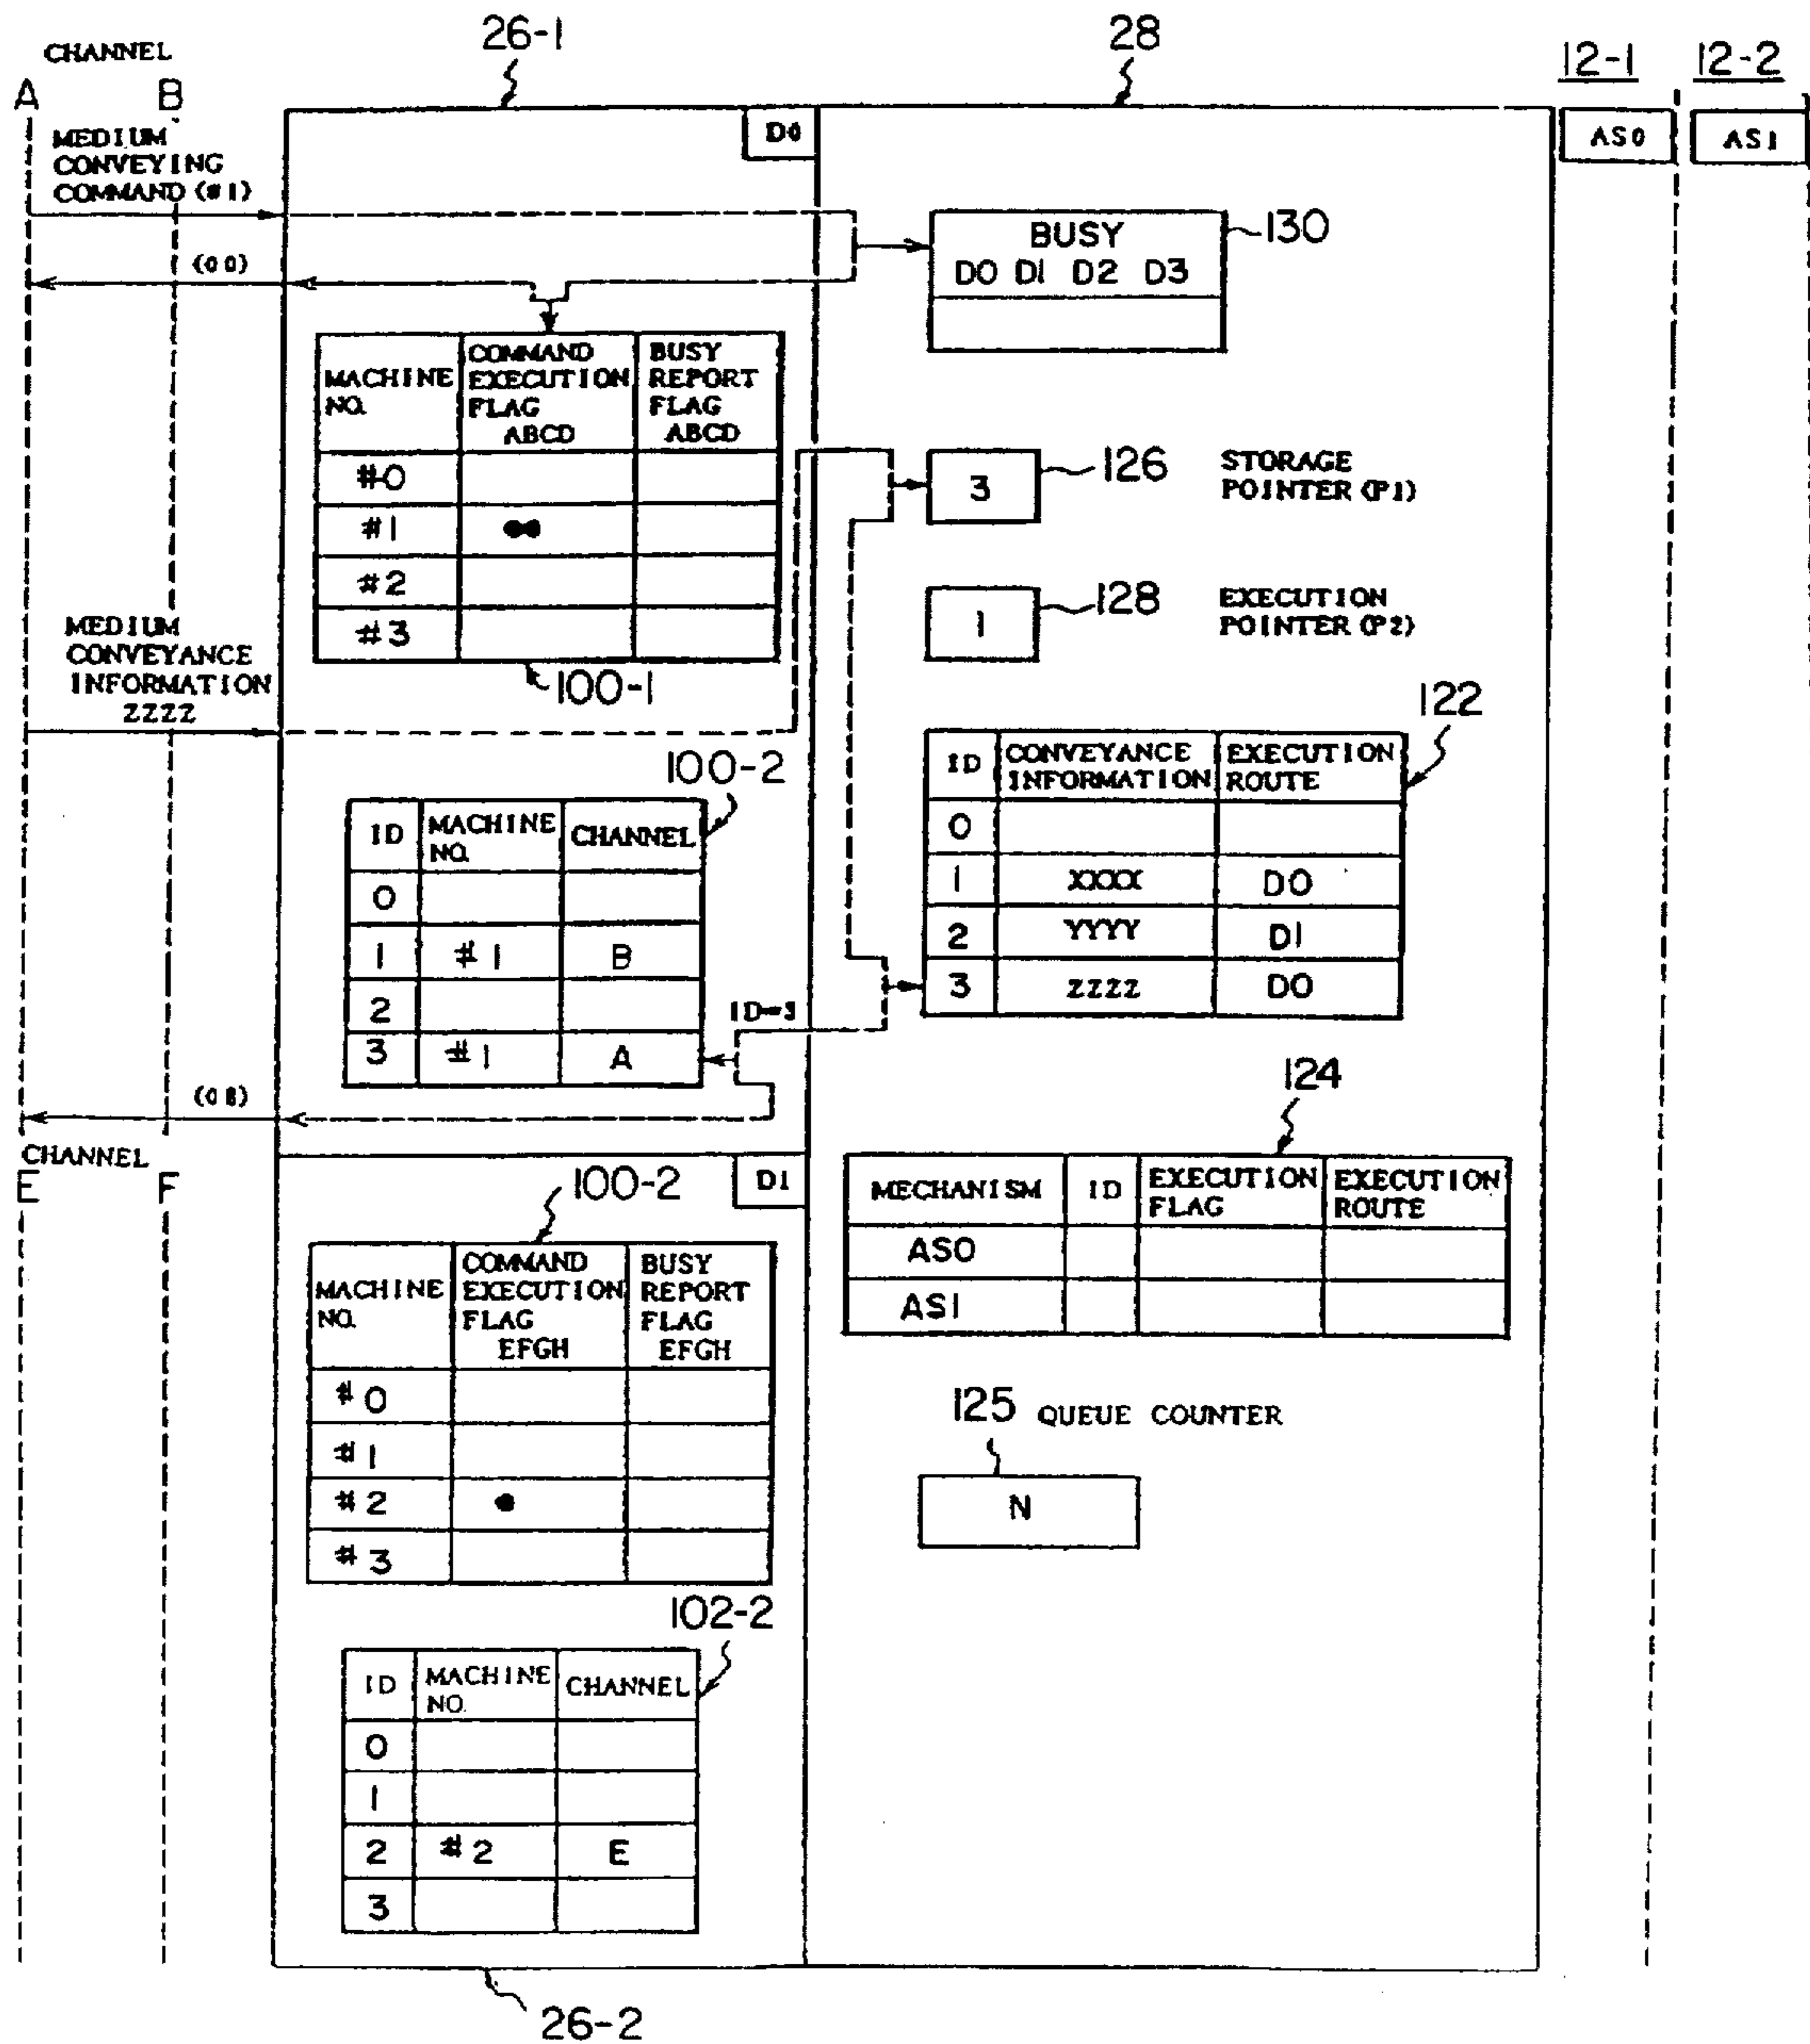 CHANNEL
A B
26-1
28
12-1 12-2
D0
AS0
AS1
MEDIUM
CONVEYING
COMMAND (#1)
(00)
BUSY
D0 D1 D2 D3
130
MACHINE
NO.
COMMAND
EXECUTION
FLAG
ABCD
BUSY
REPORT
FLAG
ABCD
#0
#1 ●●
#2
#3
100-1
3
126
STORAGE
POINTER (P1)
1
128
EXECUTION
POINTER (P2)
MEDIUM
CONVEYANCE
INFORMATION
ZZZZ
122
ID
CONVEYANCE
INFORMATION
EXECUTION
ROUTE
0
1 XXXX D0
2 YYYY D1
3 ZZZZ D0
100-2
ID
MACHINE
NO.
CHANNEL
0
1 #1 B
2
3 #1 A
ID=3
(08)
CHANNEL
E F
D1
124
MECHANISM
ID
EXECUTION
FLAG
EXECUTION
ROUTE
AS0
AS1
100-2
MACHINE
NO.
COMMAND
EXECUTION
FLAG
EFGH
BUSY
REPORT
FLAG
EFGH
#0
#1
#2 ●
#3
125 QUEUE COUNTER
N
102-2
ID
MACHINE
NO.
CHANNEL
0
1
2 #2 E
3
26-2